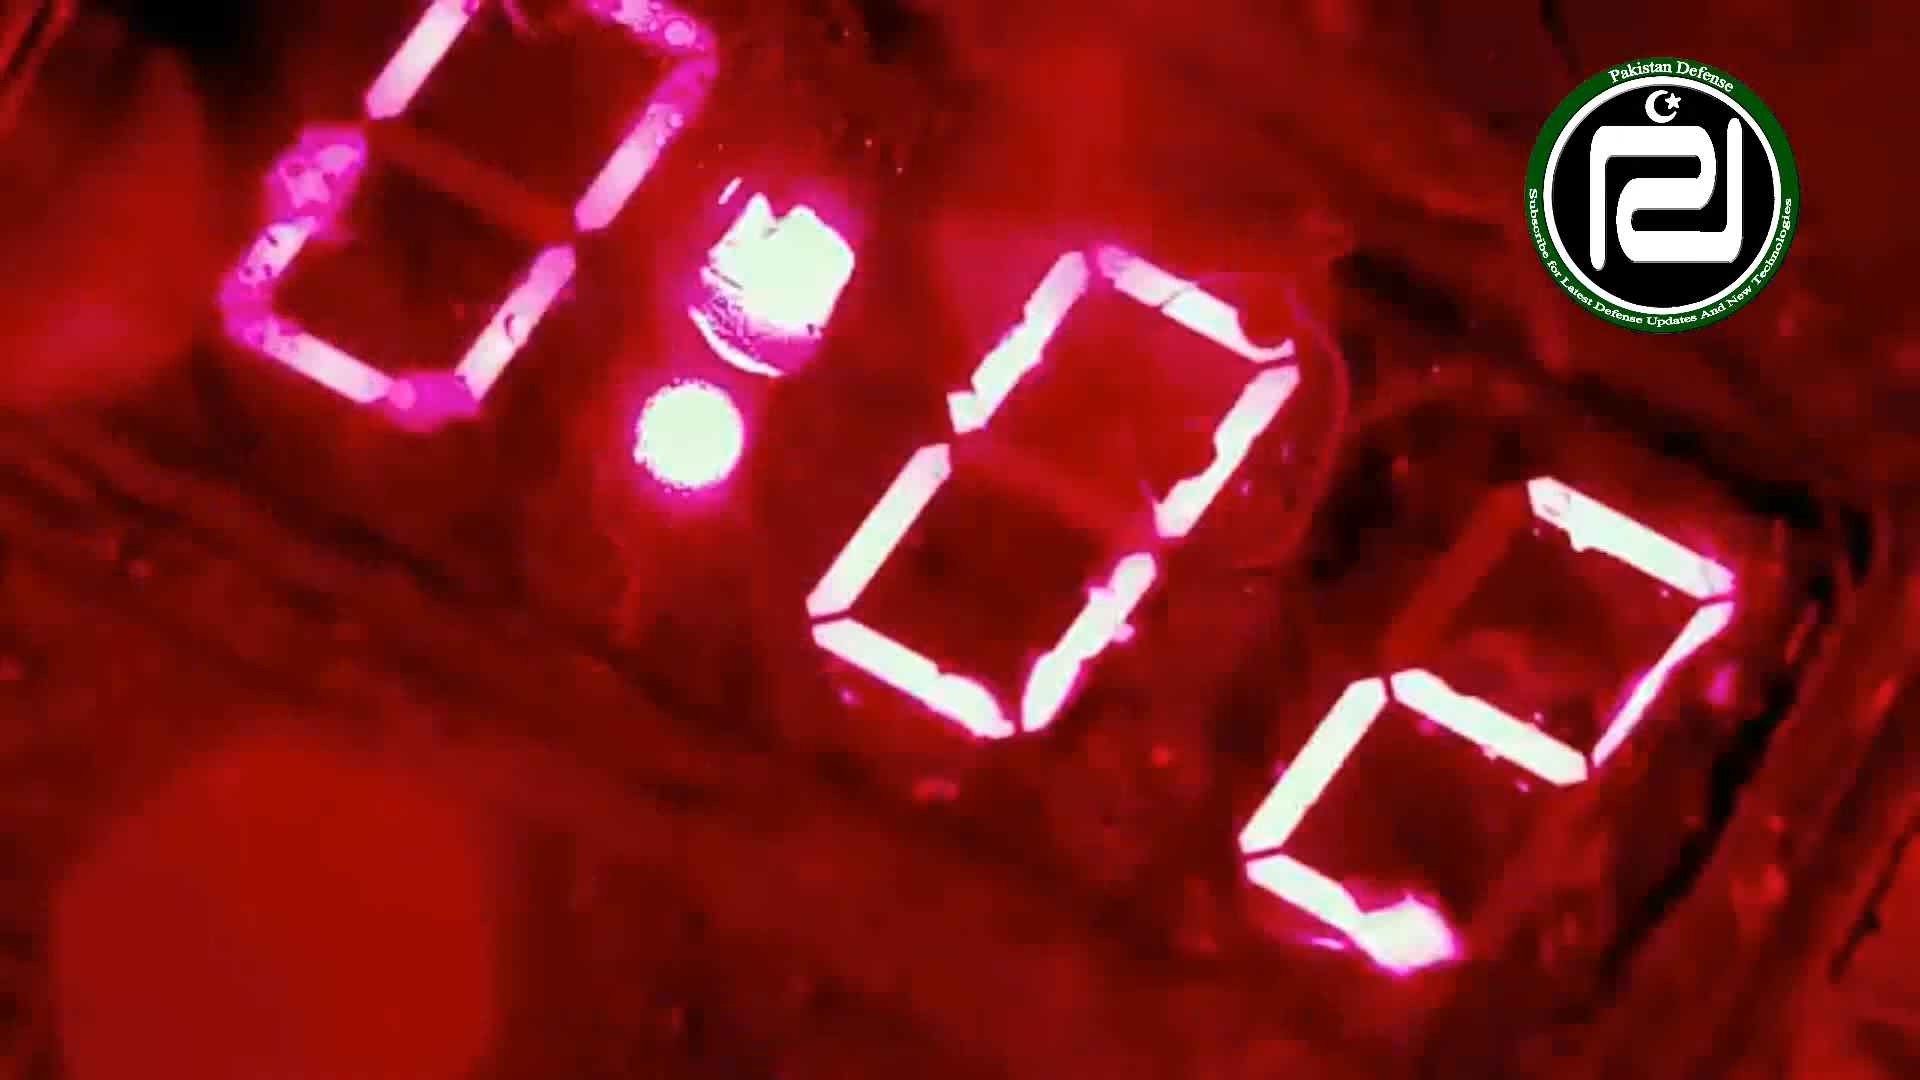 0:02
Pakistan Defense
Subscribe for Latest Defense Updates And New Technologies